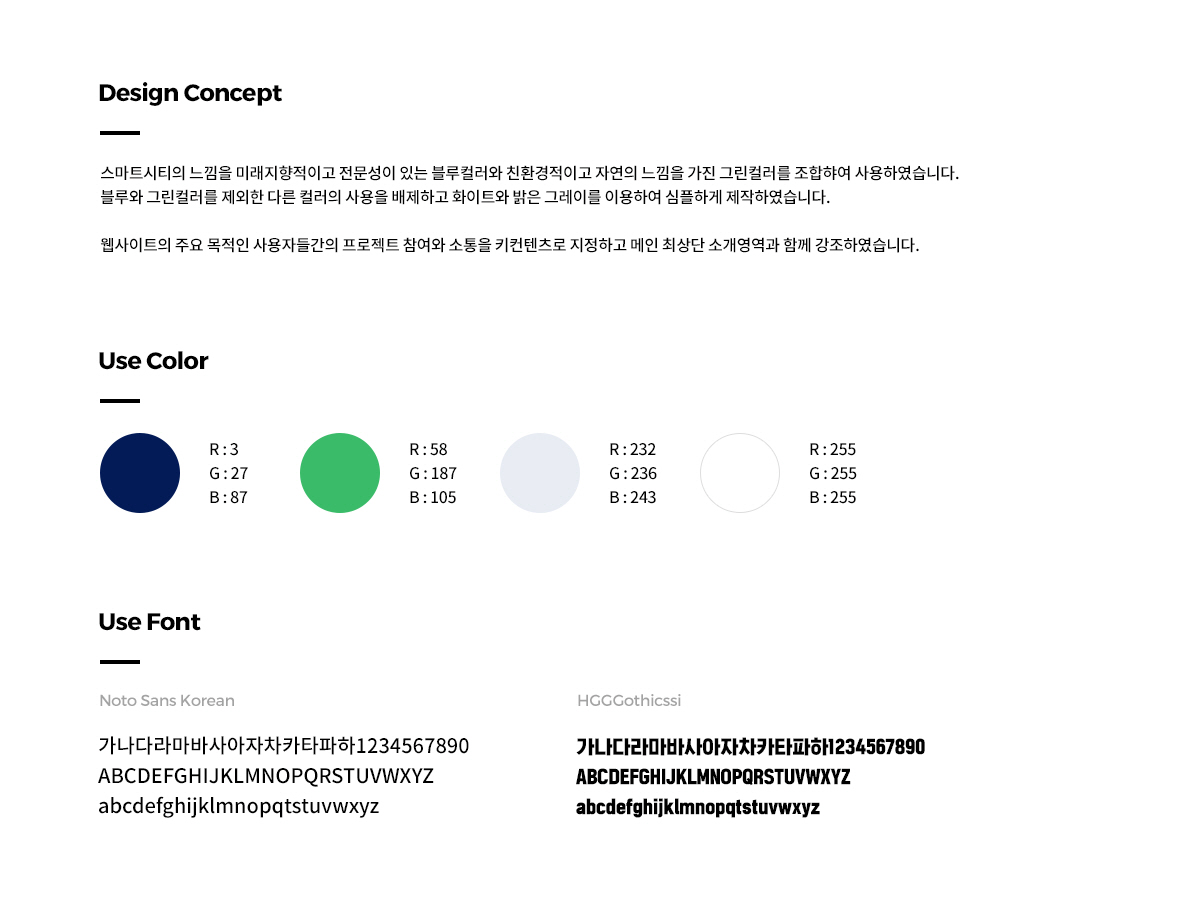 Design Concept
스마트시티의 느낌을 미래지향적이고 전문성이 있는 블루컬러와 친환경적이고 자연의 느낌을 가진 그린컬러를 조합햐여 사용하였습니다.
블루와 그린컬러를 제외한 다른 컬러의 사용을 배제하고 화이트와 밝은 그레이를 이용하여 심플하게 제작하였습니다.
웹사이트의 주요 목적인 사용자들간의 프로젝트 참여와 소통을 키컨텐츠로 지정하고 메인 최상단 소개영역과 함께 강조하였습니다.
Use Color
R : 3
G : 27
B : 87
R : 58
G : 187
B : 105
R : 232
G : 236
B : 243
R : 255
G : 255
B : 255
Use Font
Noto Sans Korean
가나다라마바사아자차카타파하1234567890
ABCDEFGHIJKLMNOPQRSTUVWXYZ
abcdefghijklmnopqtstuvwxyz
HGGGothicssi
가나다라마바사아자차카타파하1234567890
ABCDEFGHIJKLMNOPQRSTUVWXYZ
abcdefghijklmnopqtstuvwxyz